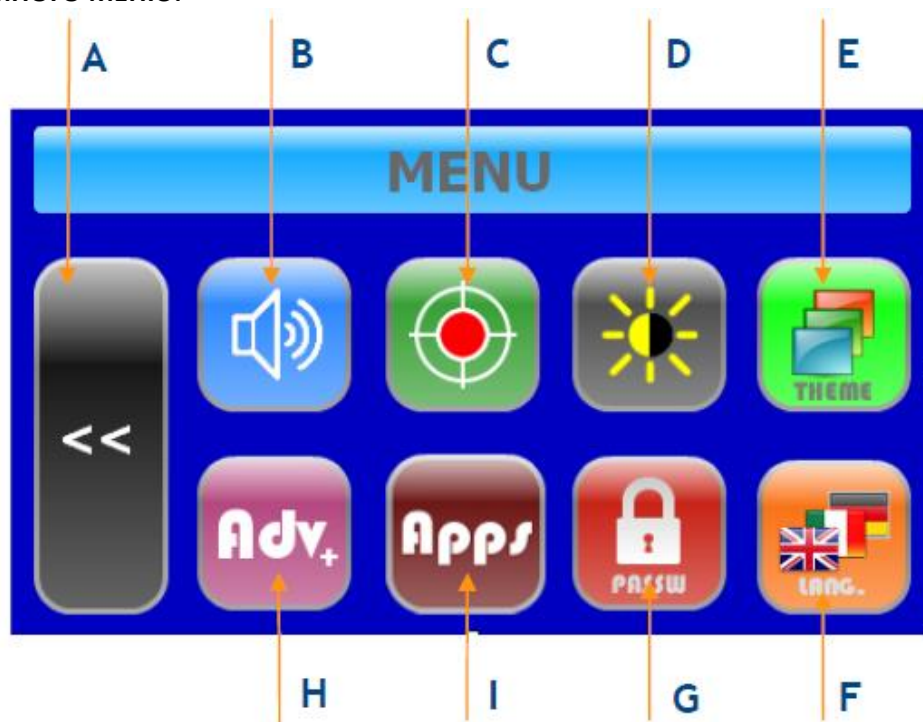 A B C D E
MENU
<<
THEME
Adv+
Apps
PASSW
LANG.
H I G F